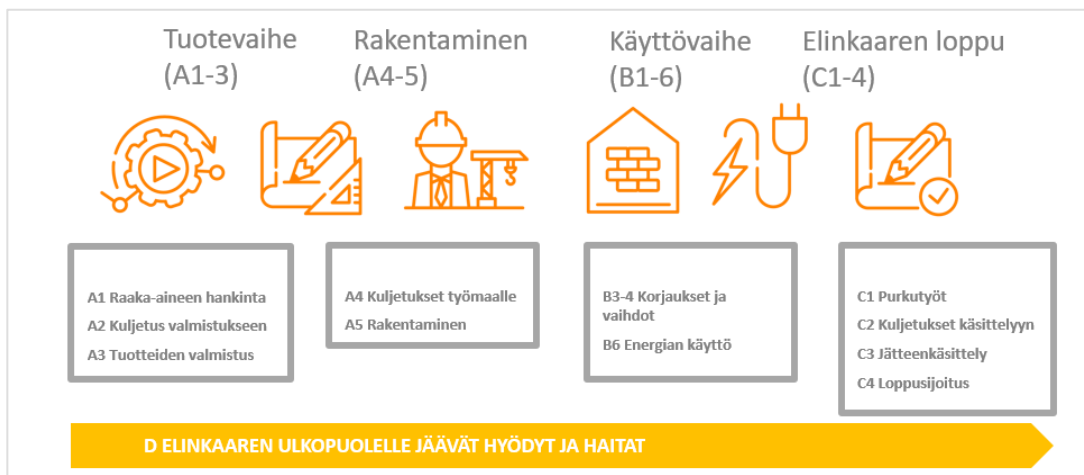 Tuotevaihe
(A1-3)
Rakentaminen
(A4-5)
Käyttövaihe
(B1-6)
Elinkaaren loppu
(C1-4)
A1 Raaka-aineen hankinta
A2 Kuljetus valmistukseen
A3 Tuotteiden valmistus
A4 Kuljetukset työmaalle
A5 Rakentaminen
B3-4 Korjaukset ja
vaihdot
B6 Energian käyttö
C1 Purkutyöt
C2 Kuljetukset käsittelyyn
C3 Jätteenkäsittely
C4 Loppusijoitus
D ELINKAAREN ULKOPUOLELLE JÄÄVÄT HYÖDYT JA HAITAT